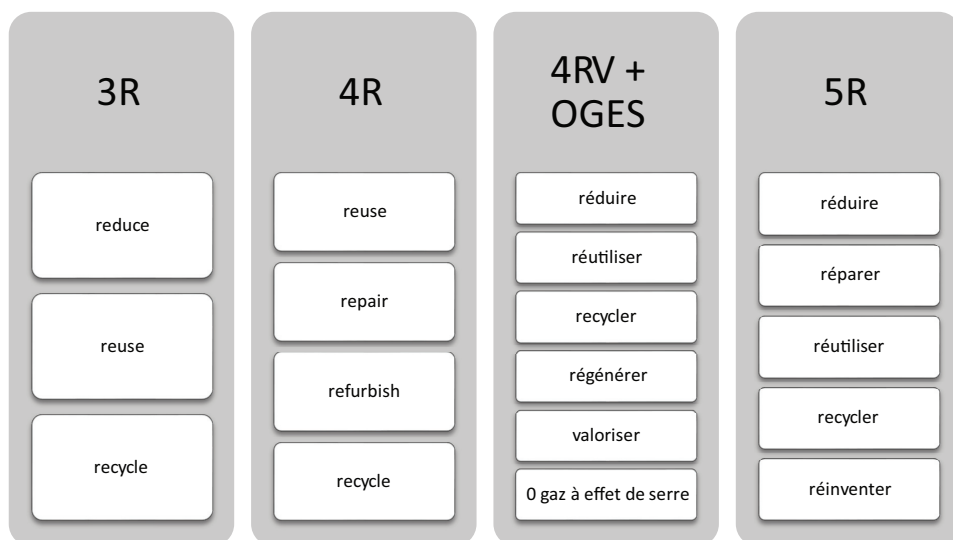 3R
reduce
reuse
recycle
4R
reuse
repair
refurbish
recycle
4RV +
OGES
réduire
réutiliser
recycler
régénérer
valoriser
0 gaz à effet de serre
5R
réduire
réparer
réutiliser
recycler
réinventer